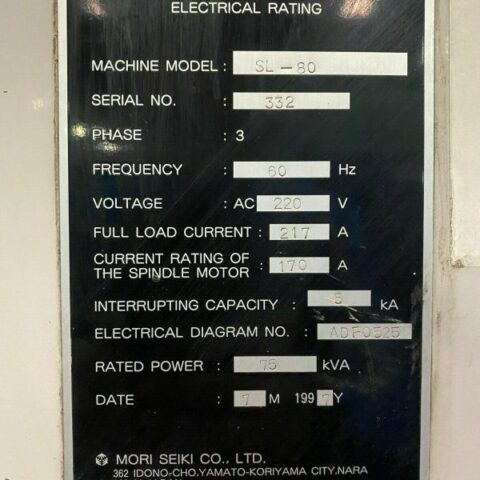 ELECTRICAL RATING
MACHINE MODEL : SL-80
SERIAL NO. : 332
PHASE : 3
FREQUENCY : 60 Hz
VOLTAGE : AC 220 V
FULL LOAD CURRENT : 217 A
CURRENT RATING OF
THE SPINDLE MOTOR : 170 A
INTERRUPTING CAPACITY : 5 kA
ELECTRICAL DIAGRAM NO. : ADF0525
RATED POWER : 75 kVA
DATE : 7 M 1997 Y
MORI SEIKI CO., LTD.
362 IDONO-CHO,YAMATO-KORIYAMA CITY,NARA